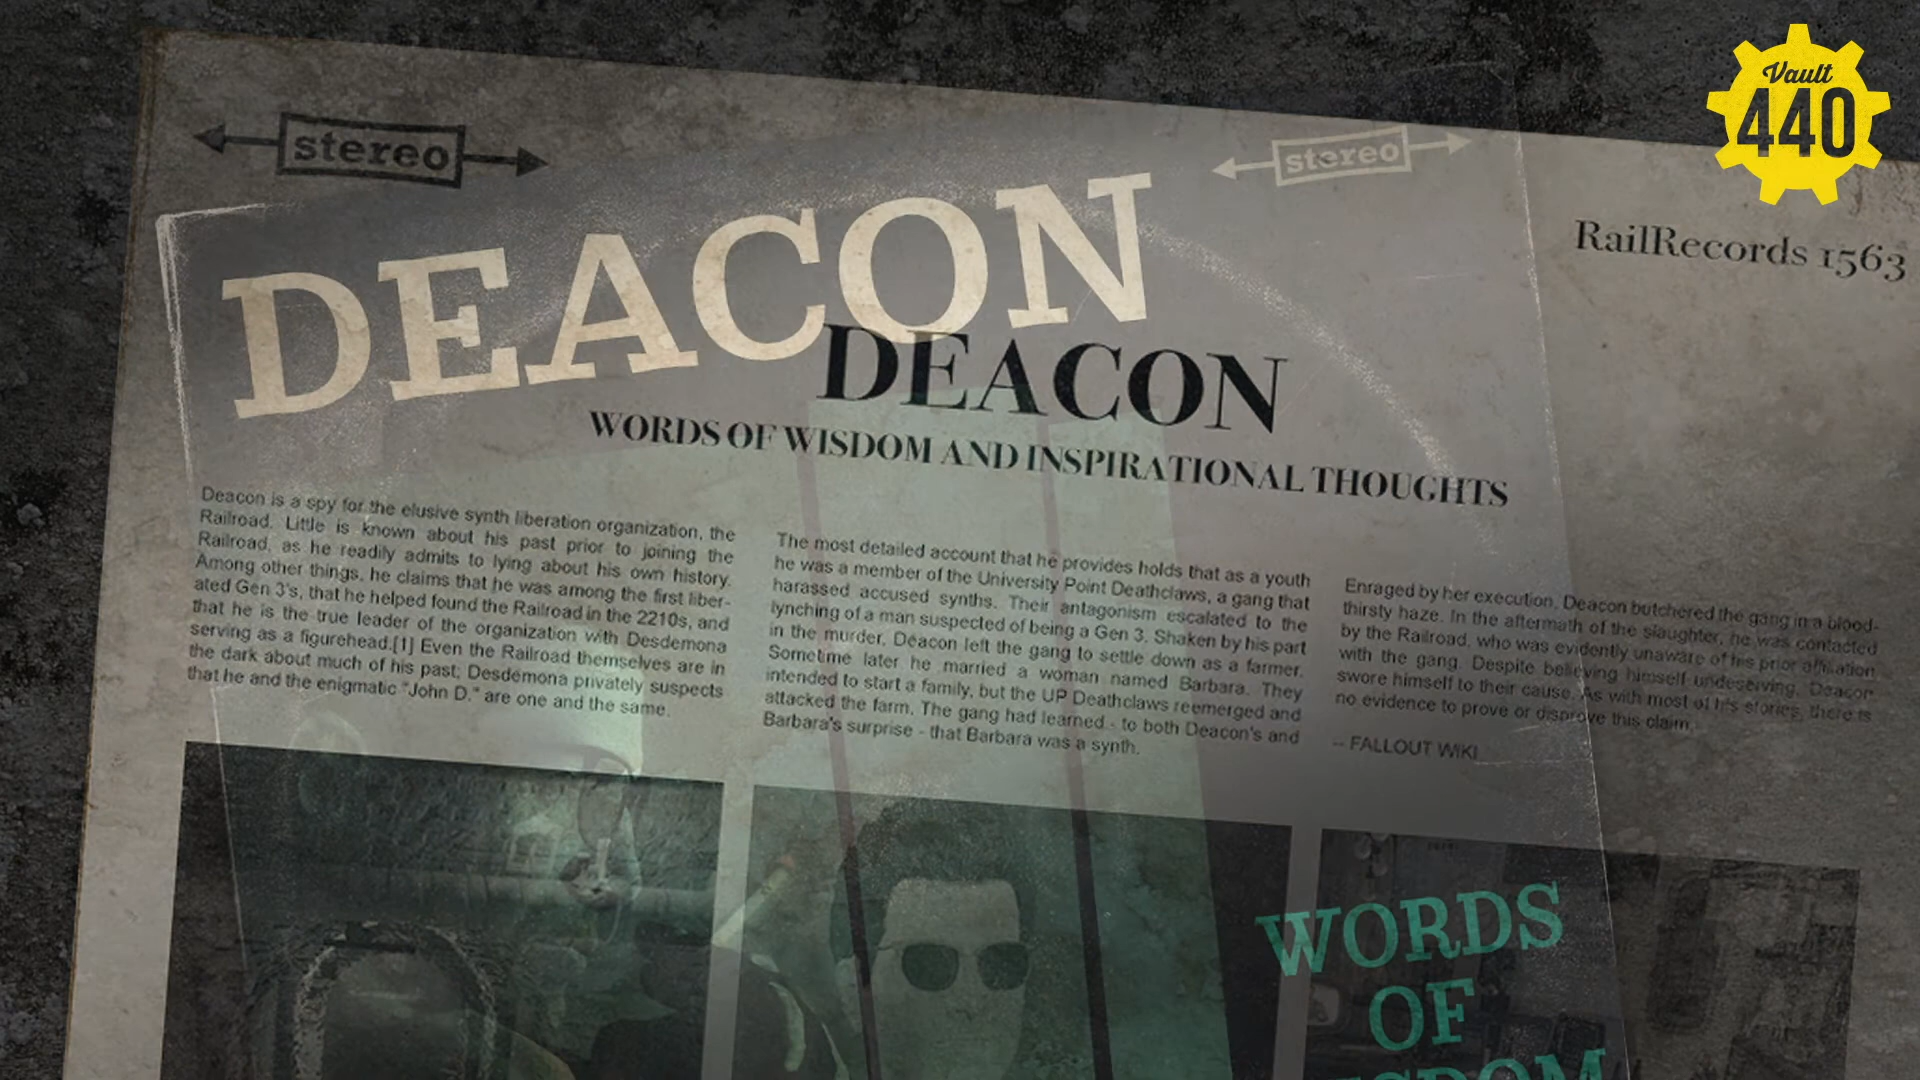 Vault
440
stereo
stereo
RailRecords 1563
DEACON
DEACON
WORDS OF WISDOM AND INSPIRATIONAL THOUGHTS
Deacon is a spy for the elusive synth liberation organization, the
Railroad. Little is known about his past prior to joining the
Railroad, as he readily admits to lying about his own history.
Among other things, he claims that he was among the first liber-
ated Gen 3's, that he helped found the Railroad in the 2210s, and
that he is the true leader of the organization with Desdemona
serving as a figurehead.[1] Even the Railroad themselves are in
the dark about much of his past; Desdemona privately suspects
that he and the enigmatic "John D." are one and the same.
The most detailed account that he provides holds that as a youth
he was a member of the University Point Deathclaws, a gang that
harassed accused synths. Their antagonism escalated to the
lynching of a man suspected of being a Gen 3. Shaken by his part
in the murder, Deacon left the gang to settle down as a farmer.
Sometime later he married a woman named Barbara. They
intended to start a family, but the UP Deathclaws reemerged and
attacked the farm. The gang had learned - to both Deacon's and
Barbara's surprise - that Barbara was a synth.
Enraged by her execution, Deacon butchered the gang in a blood-
thirsty haze. In the aftermath of the slaughter, he was contacted
by the Railroad, who was evidently unaware of his prior affiliation
with the gang. Despite believing himself undeserving, Deacon
swore himself to their cause. As with most of his stories, there is
no evidence to prove or disprove this claim.
-- FALLOUT WIKI
WORDS
OF